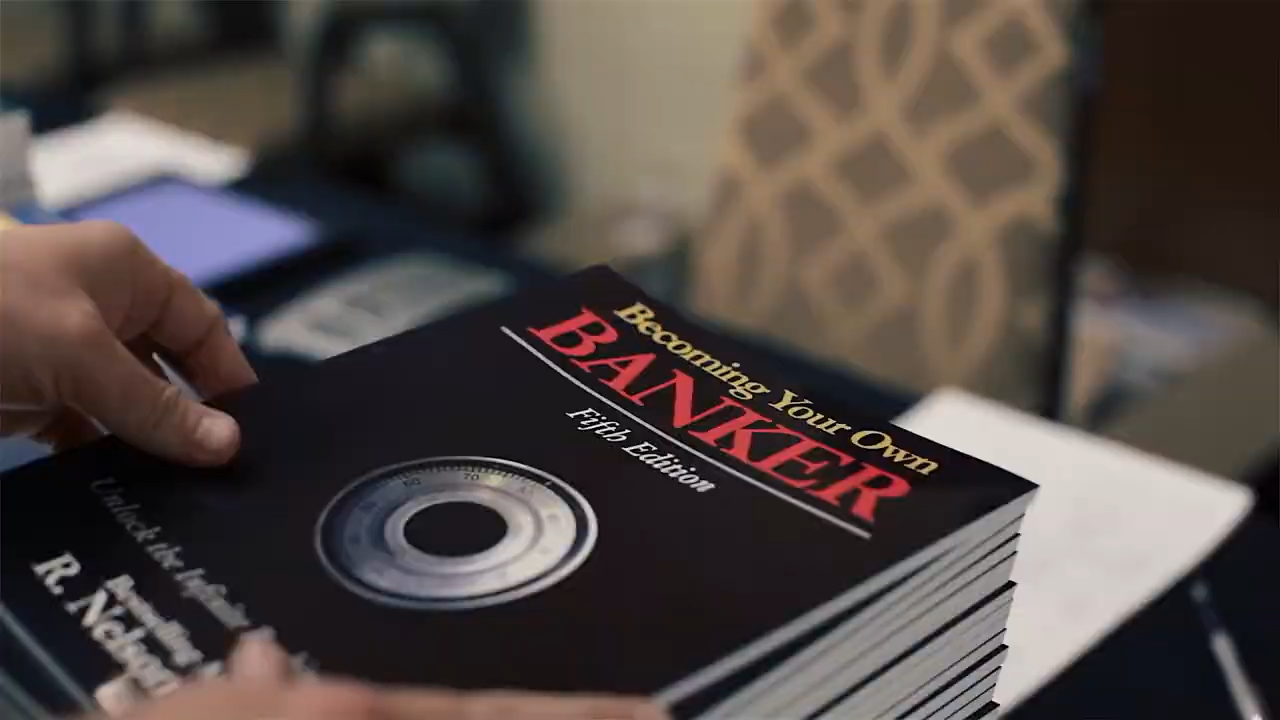 Becoming Your Own
BANKER
Fifth Edition
Unlock the Infinite
R. Nelson